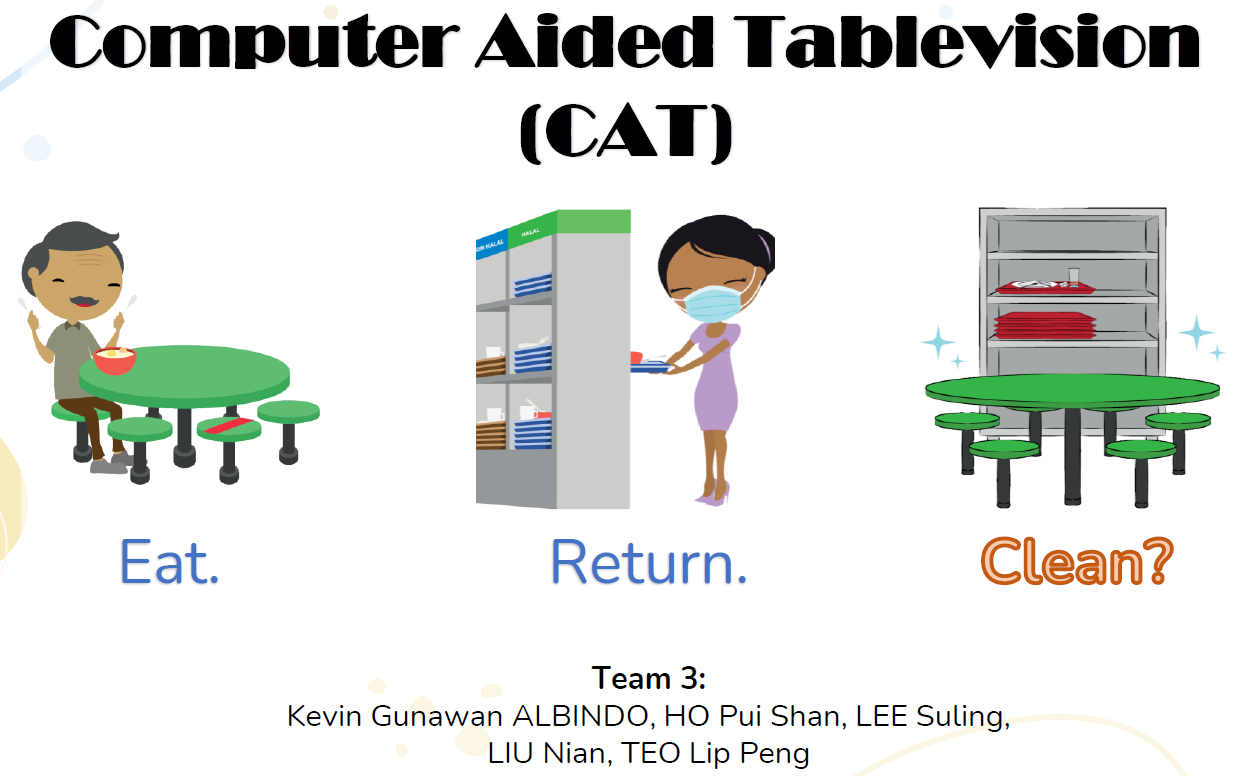 Computer Aided Tablevision
(CAT)
ON HALAL
HALAL
Eat.
Return.
Clean?
Team 3:
Kevin Gunawan ALBINDO, HO Pui Shan, LEE Suling,
LIU Nian, TEO Lip Peng